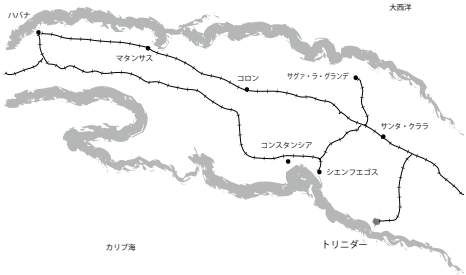 大西洋
ハバナ
マタンサス
コロン
サグァ・ラ・グランデ
サンタ・クララ
コンスタンシア
シエンフエゴス
トリニダー
カリブ海